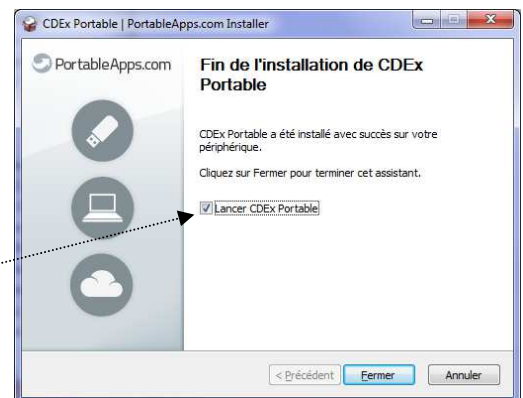 CDEx Portable | PortableApps.com Installer
PortableApps.com
Fin de l'installation de CDEx
Portable
CDEx Portable a été installé avec succès sur votre
périphérique.
Cliquez sur Fermer pour terminer cet assistant.
Lancer CDEx Portable
< Précédent
Fermer
Annuler